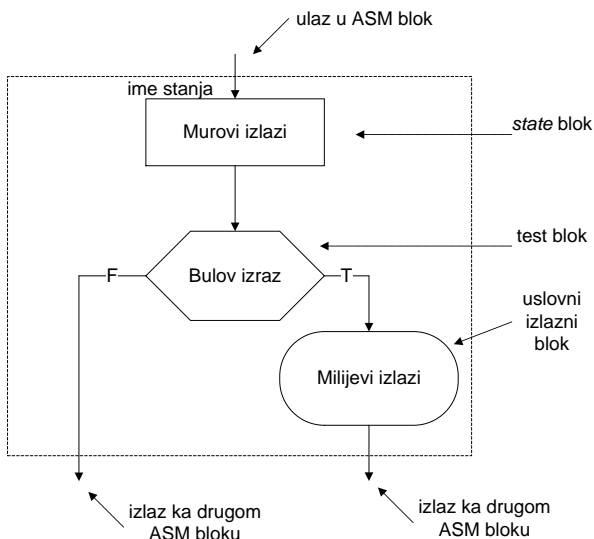 ulaz u ASM blok
ime stanja
Murovi izlazi
state blok
test blok
F
Bulov izraz
T
uslovni
izlazni
blok
Milijevi izlazi
izlaz ka drugom
ASM bloku
izlaz ka drugom
ASM bloku